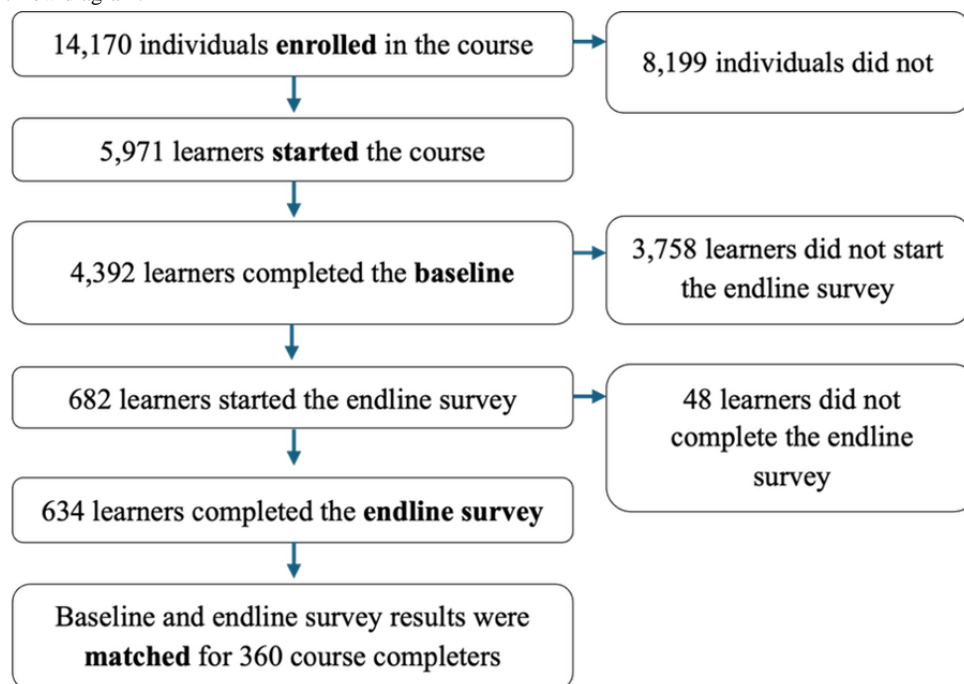 14,170 individuals enrolled in the course
8,199 individuals did not
5,971 learners started the course
4,392 learners completed the baseline
3,758 learners did not start
the endline survey
682 learners started the endline survey
48 learners did not
complete the endline
survey
634 learners completed the endline survey
Baseline and endline survey results were
matched for 360 course completers